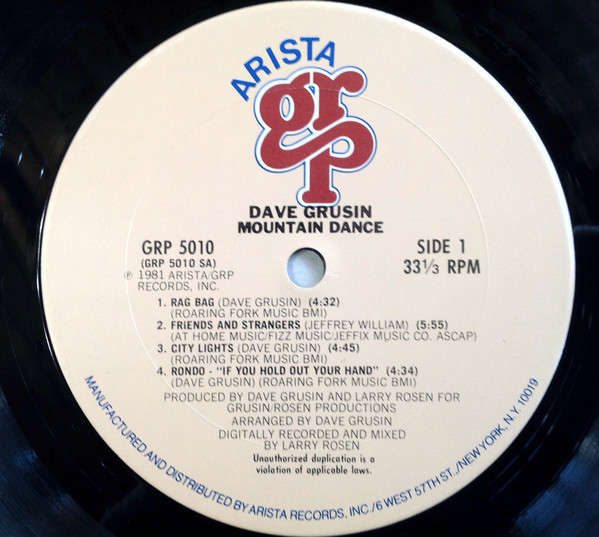 ARISTA
grp
DAVE GRUSIN
MOUNTAIN DANCE
GRP 5010
(GRP 5010 SA)
℗ 1981 ARISTA/GRP
RECORDS, INC.
SIDE 1
33⅓ RPM
1. RAG BAG (DAVE GRUSIN) (4:32)
(ROARING FORK MUSIC BMI)
2. FRIENDS AND STRANGERS (JEFFREY WILLIAM) (5:55)
(AT HOME MUSIC/FIZZ MUSIC/JEFFIX MUSIC CO. ASCAP)
3. CITY LIGHTS (DAVE GRUSIN) (4:45)
(ROARING FORK MUSIC BMI)
4. RONDO - "IF YOU HOLD OUT YOUR HAND" (4:34)
(DAVE GRUSIN) (ROARING FORK MUSIC BMI)
PRODUCED BY DAVE GRUSIN AND LARRY ROSEN FOR
GRUSIN/ROSEN PRODUCTIONS
ARRANGED BY DAVE GRUSIN
DIGITALLY RECORDED AND MIXED
BY LARRY ROSEN
Unauthorized duplication is a
violation of applicable laws.
MANUFACTURED AND DISTRIBUTED BY ARISTA RECORDS, INC./6 WEST 57TH ST./NEW YORK, N.Y. 10019